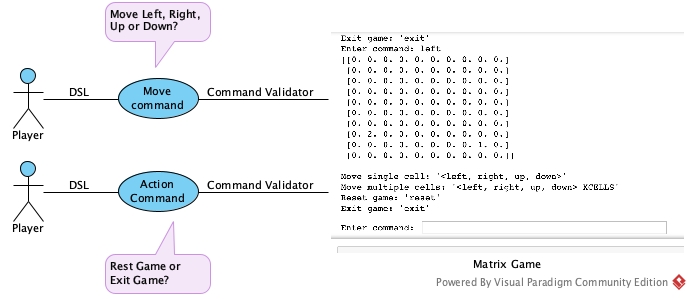 Move Left, Right,
Up or Down?
Player
DSL
Move
command
Command Validator
Player
DSL
Action
Command
Command Validator
Rest Game or
Exit Game?
Exit game: 'exit'
Enter command: left
[[0. 0. 0. 0. 0. 0. 0. 0. 0. 0.]
[0. 0. 0. 0. 0. 0. 0. 0. 0. 0.]
[0. 0. 0. 0. 0. 0. 0. 0. 0. 0.]
[0. 0. 0. 0. 0. 0. 0. 0. 0. 0.]
[0. 0. 0. 0. 0. 0. 0. 0. 0. 0.]
[0. 0. 0. 0. 0. 0. 0. 0. 0. 0.]
[0. 0. 0. 0. 0. 0. 0. 0. 0. 0.]
[0. 2. 0. 0. 0. 0. 0. 0. 0. 0.]
[0. 0. 0. 0. 0. 0. 0. 0. 1. 0.]
[0. 0. 0. 0. 0. 0. 0. 0. 0. 0.]]
Move single cell: '<left, right, up, down>'
Move multiple cells: '<left, right, up, down> XCELLS'
Reset game: 'reset'
Exit game: 'exit'
Enter command:
Matrix Game
Powered By Visual Paradigm Community Edition